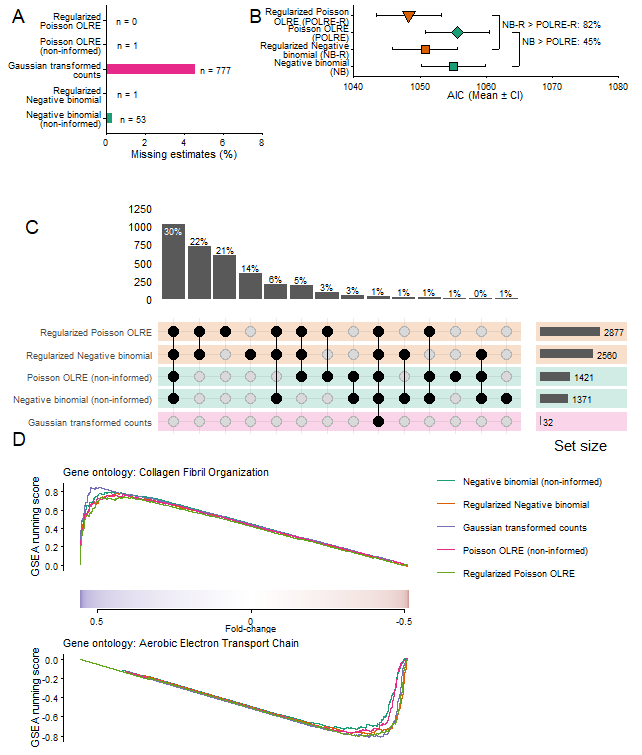 A
Regularized
Poisson OLRE
n = 0
Poisson OLRE
(non-informed)
n = 1
Gaussian transformed
counts
n = 777
Regularized
Negative binomial
n = 1
Negative binomial
(non-informed)
n = 53
0 2 4 6 8
Missing estimates (%)
B
Regularized Poisson
OLRE (POLRE-R)
Poisson OLRE
(POLRE)
Regularized Negative
binomial (NB-R)
Negative binomial
(NB)
NB-R > POLRE-R: 82%
NB > POLRE: 45%
1040 1050 1060 1070 1080
AIC (Mean ± CI)
C
1250
1000
750
500
250
0
30% 22% 21% 14% 6% 5% 3% 3% 1% 1% 1% 1% 0% 1%
Regularized Poisson OLRE
2877
Regularized Negative binomial
2560
Poisson OLRE (non-informed)
1421
Negative binomial (non-informed)
1371
Gaussian transformed counts
32
Set size
D
Gene ontology: Collagen Fibril Organization
GSEA running score
0.8
0.6
0.4
0.2
0.0
Negative binomial (non-informed)
Regularized Negative binomial
Gaussian transformed counts
Poisson OLRE (non-informed)
Regularized Poisson OLRE
0.5 0 -0.5
Fold-change
Gene ontology: Aerobic Electron Transport Chain
GSEA running score
0.0
-0.2
-0.4
-0.6
-0.8